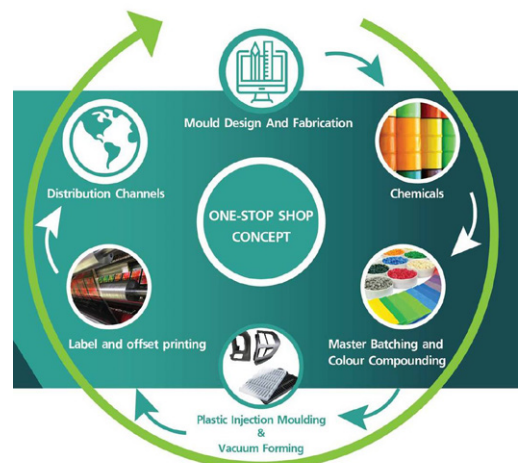 Mould Design And Fabrication
Distribution Channels
Chemicals
ONE-STOP SHOP
CONCEPT
Label and offset printing
Master Batching and
Colour Compounding
Plastic Injection Moulding
&
Vacuum Forming